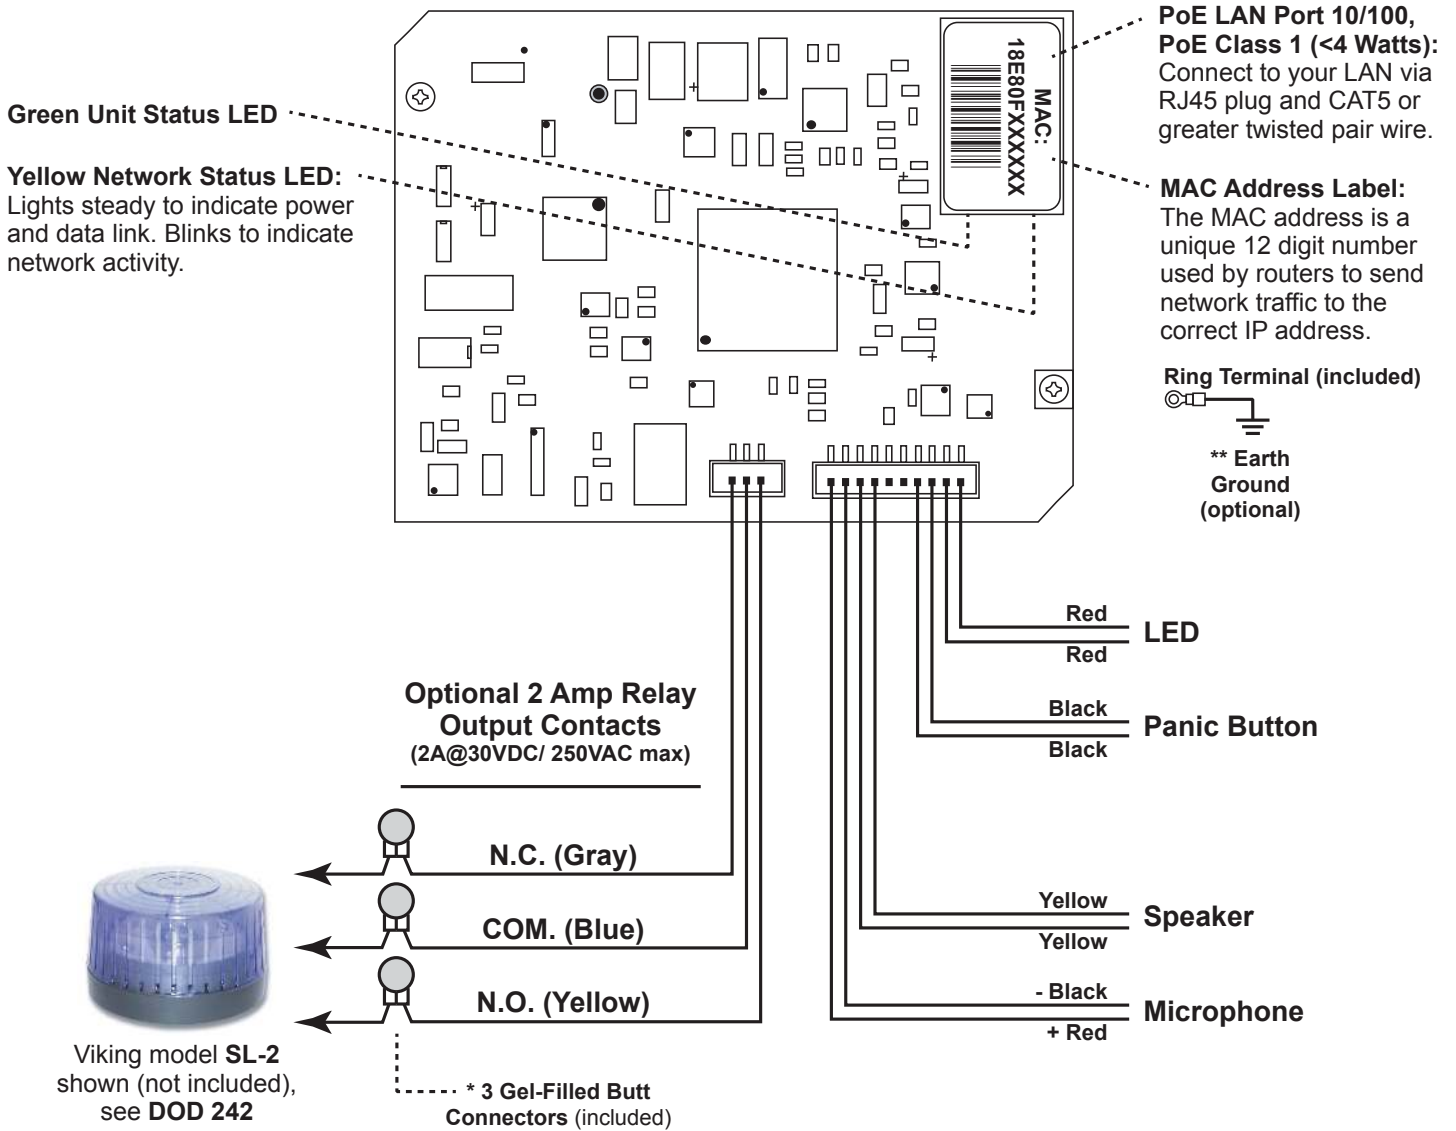 PoE LAN Port 10/100,
PoE Class 1 (<4 Watts):
Connect to your LAN via
RJ45 plug and CAT5 or
greater twisted pair wire.
MAC:
18E80FXXXXXX
Green Unit Status LED
Yellow Network Status LED:
Lights steady to indicate power
and data link. Blinks to indicate
network activity.
MAC Address Label:
The MAC address is a
unique 12 digit number
used by routers to send
network traffic to the
correct IP address.
Ring Terminal (included)
** Earth
Ground
(optional)
Red
LED
Red
Optional 2 Amp Relay
Output Contacts
(2A@30VDC/ 250VAC max)
Black
Panic Button
Black
N.C. (Gray)
COM. (Blue)
N.O. (Yellow)
Yellow
Speaker
Yellow
- Black
Microphone
+ Red
Viking model SL-2
shown (not included),
see DOD 242
* 3 Gel-Filled Butt
Connectors (included)